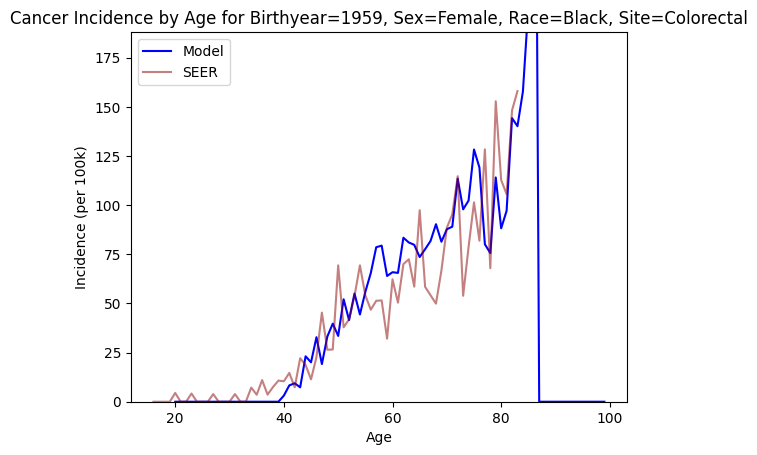 Cancer Incidence by Age for Birthyear=1959, Sex=Female, Race=Black, Site=Colorectal
Model
SEER
175
150
125
100
75
50
25
0
Incidence (per 100k)
20
40
60
80
100
Age